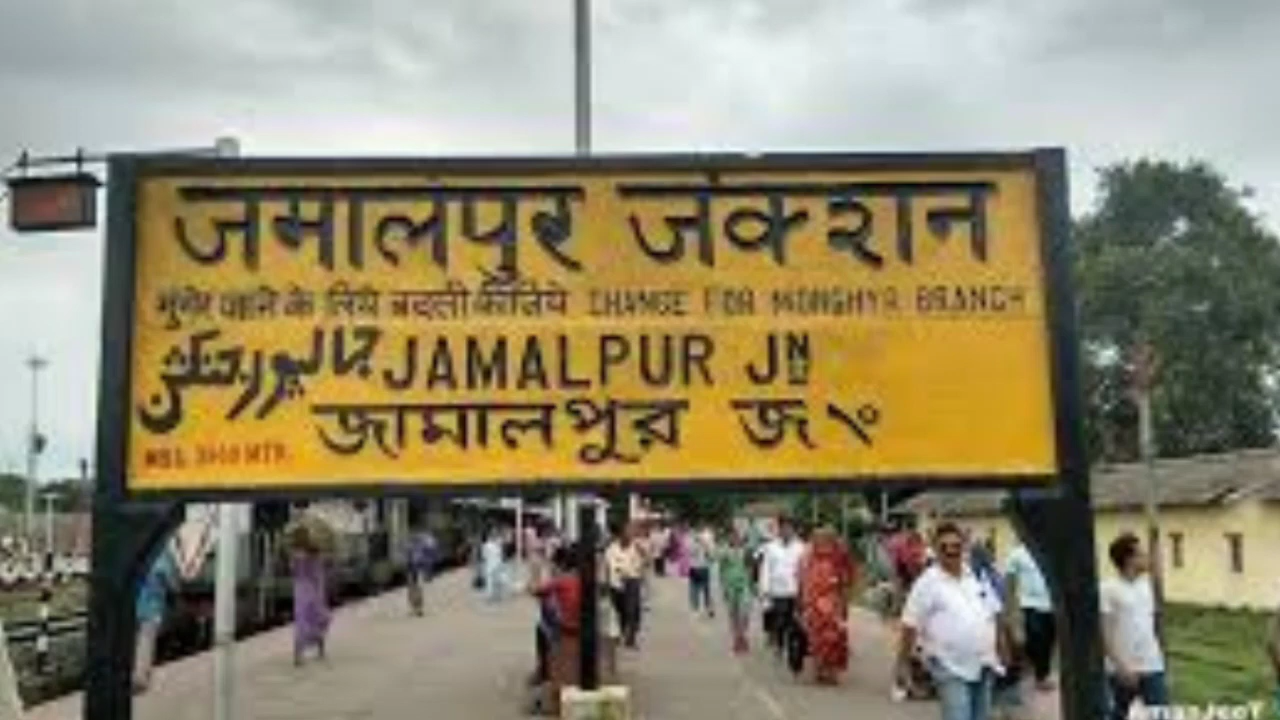 जमालपुर जंकशन
मुंगेर जाने के लिये बदली कीजिये CHANGE FOR MONGHYR BRANCH
جمالپور جنکشن JAMALPUR JN
জামালপুর জং